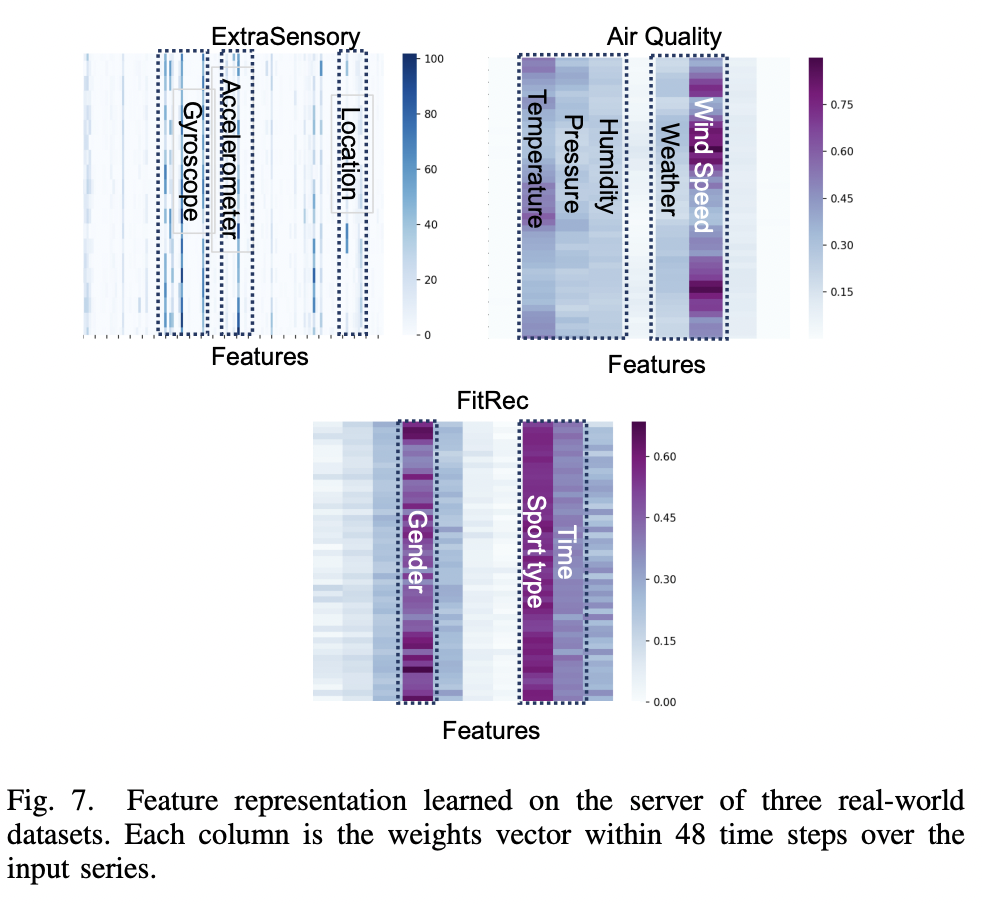 ExtraSensory
Gyroscope
Accelerometer
Location
100
80
60
40
20
0
Features
Air Quality
Temperature
Pressure
Humidity
Weather
Wind Speed
0.75
0.60
0.45
0.30
0.15
Features
FitRec
Gender
Sport type
Time
0.60
0.45
0.30
0.15
0.00
Features
Fig. 7. Feature representation learned on the server of three real-world
datasets. Each column is the weights vector within 48 time steps over the
input series.